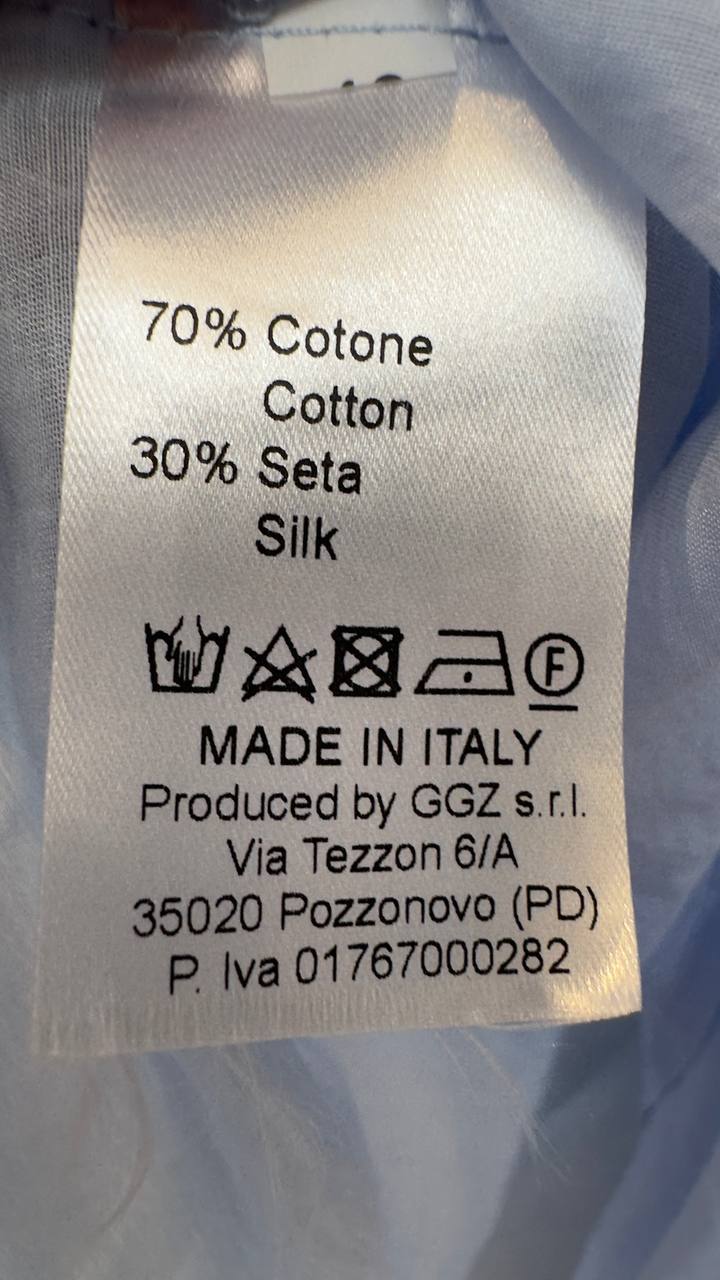 70% Cotone
Cotton
30% Seta
Silk
F
MADE IN ITALY
Produced by GGZ s.r.l.
Via Tezzon 6/A
35020 Pozzonovo (PD)
P. Iva 01767000282